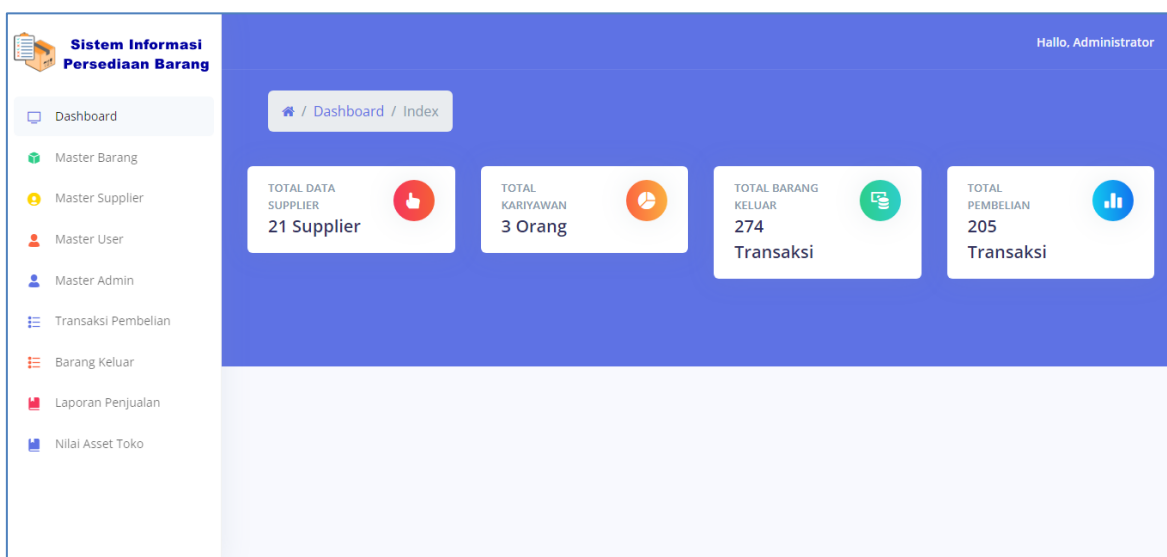 Sistem Informasi
Persediaan Barang
Hallo, Administrator
Dashboard
Master Barang
Master Supplier
Master User
Master Admin
Transaksi Pembelian
Barang Keluar
Laporan Penjualan
Nilai Asset Toko
/ Dashboard / Index
TOTAL DATA
SUPPLIER
21 Supplier
TOTAL
KARIYAWAN
3 Orang
TOTAL BARANG
KELUAR
274
Transaksi
TOTAL
PEMBELIAN
205
Transaksi